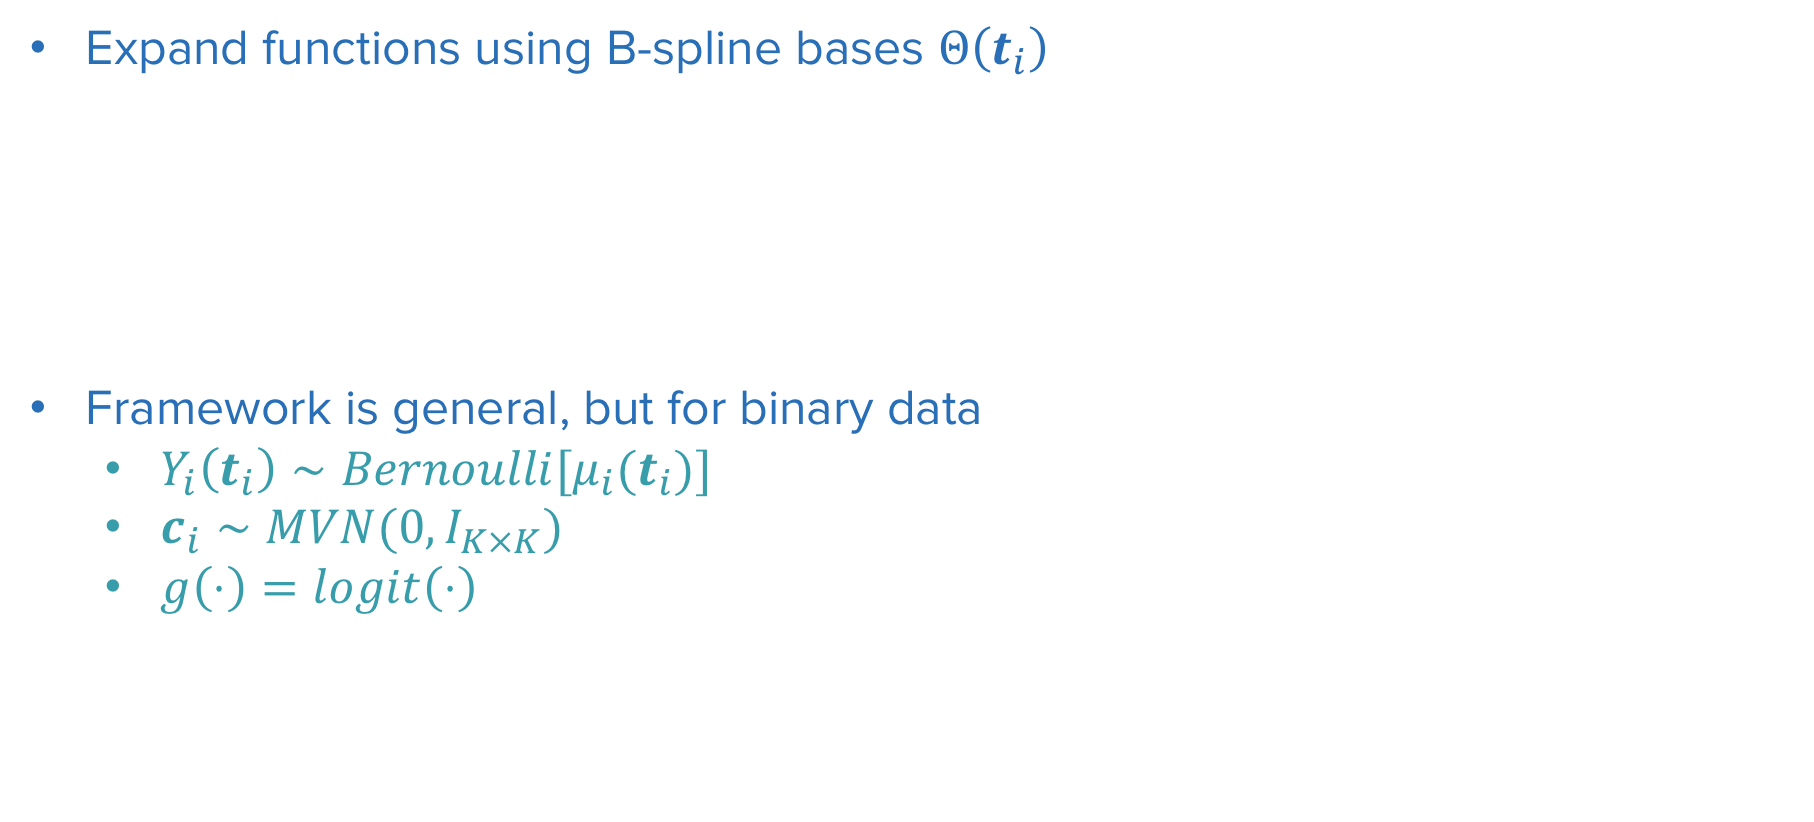 • Expand functions using B-spline bases Θ(𝒕ᵢ)
• Framework is general, but for binary data
• Yᵢ(𝒕ᵢ) ~ Bernoulli[μᵢ(𝒕ᵢ)]
• 𝒄ᵢ ~ MVN(0, I_{K×K})
• g(·) = logit(·)